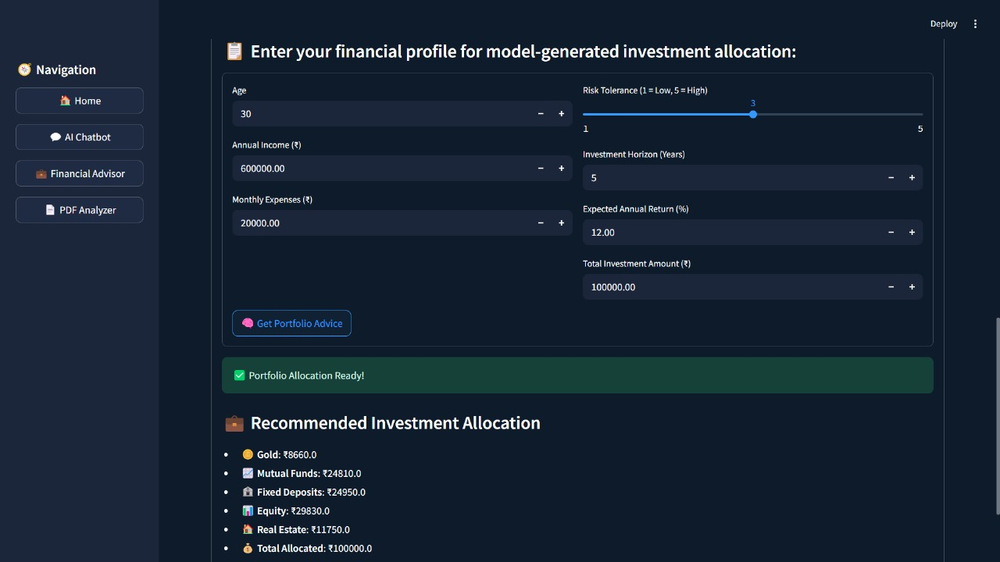 Deploy
Navigation
Home
AI Chatbot
Financial Advisor
PDF Analyzer
Enter your financial profile for model-generated investment allocation:
Age
30
Annual Income (₹)
600000.00
Monthly Expenses (₹)
20000.00
Risk Tolerance (1 = Low, 5 = High)
3
1 5
Investment Horizon (Years)
5
Expected Annual Return (%)
12.00
Total Investment Amount (₹)
100000.00
Get Portfolio Advice
Portfolio Allocation Ready!
Recommended Investment Allocation
Gold: ₹8660.0
Mutual Funds: ₹24810.0
Fixed Deposits: ₹24950.0
Equity: ₹29830.0
Real Estate: ₹11750.0
Total Allocated: ₹100000.0